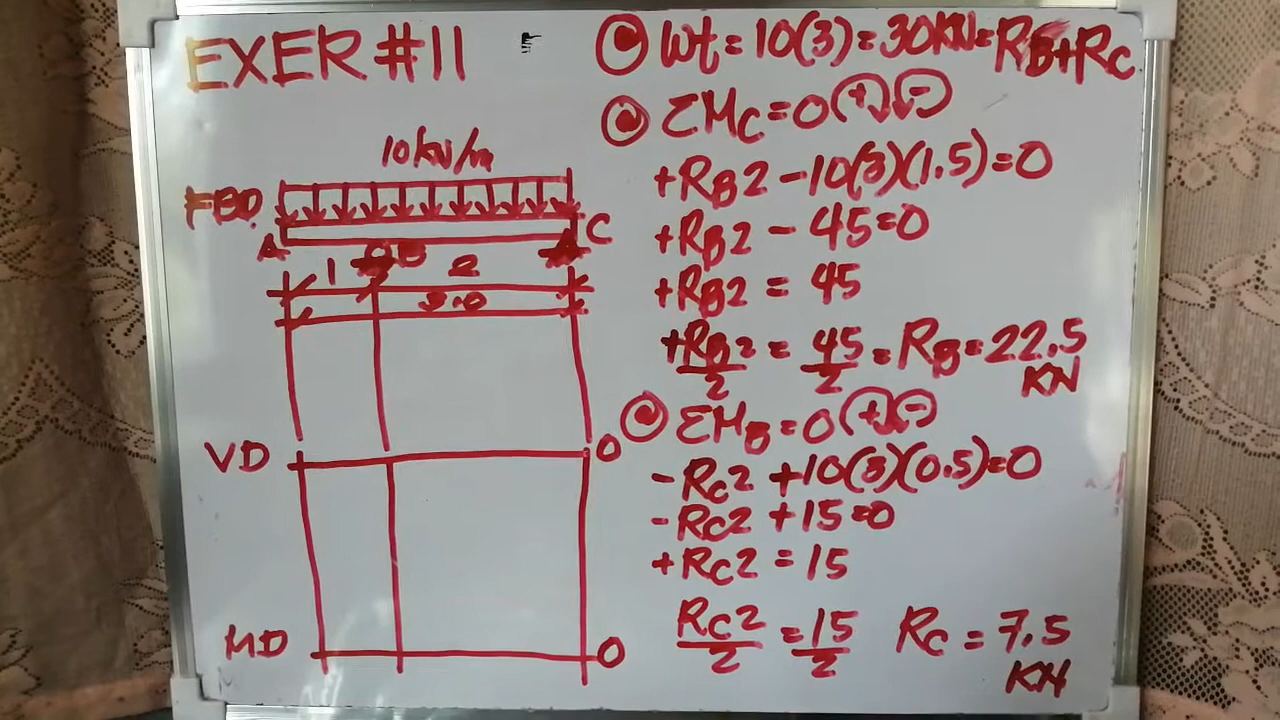 EXER #11
10KN/m
FBD
A
B
C
1
2
3.0
VD
0
MD
0
Wt = 10(3) = 30KN = RB+RC
ΣMC = 0 (+) (-)
+RB2 - 10(3)(1.5) = 0
+RB2 - 45 = 0
+RB2 = 45
+RB2/2 = 45/2 = RB = 22.5 KN
ΣMB = 0 (+) (-)
-RC2 + 10(3)(0.5) = 0
-RC2 + 15 = 0
+RC2 = 15
RC2/2 = 15/2 RC = 7.5 KN